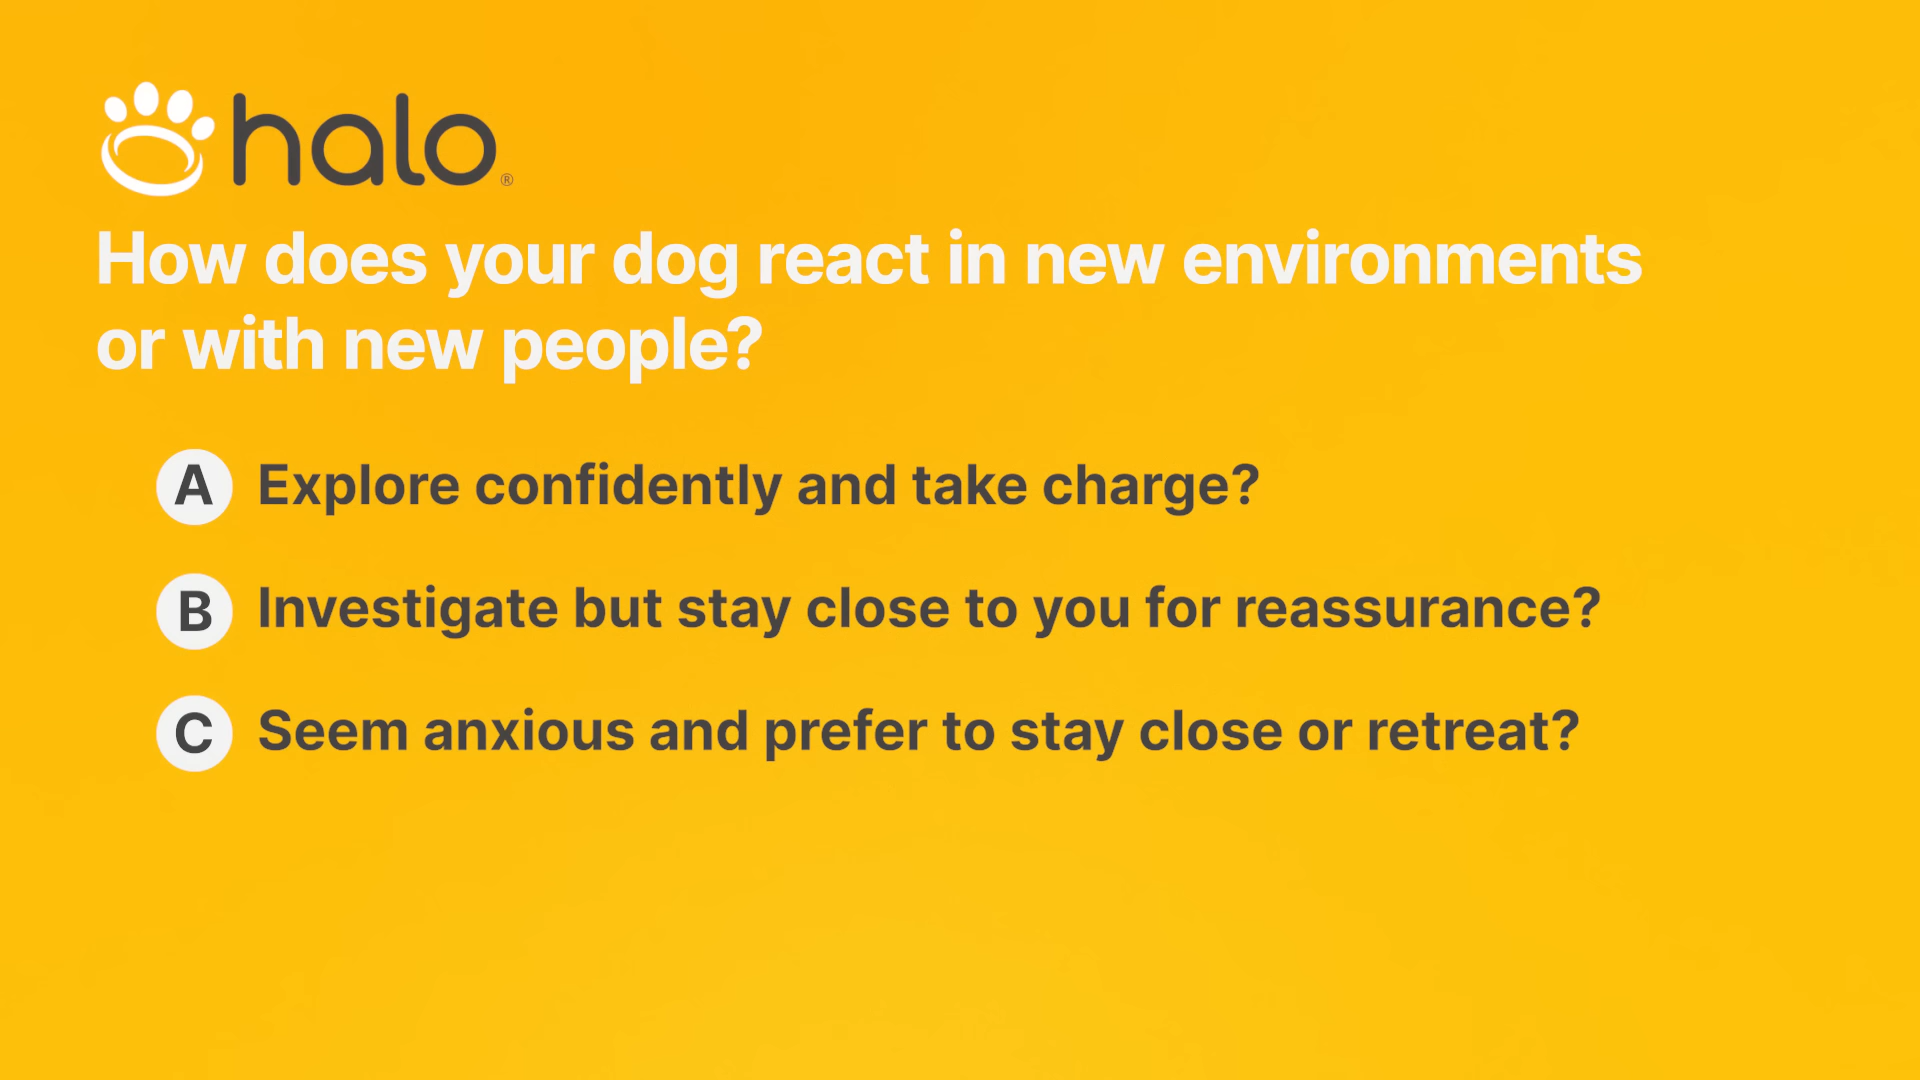 halo®
How does your dog react in new environments
or with new people?
A Explore confidently and take charge?
B Investigate but stay close to you for reassurance?
C Seem anxious and prefer to stay close or retreat?